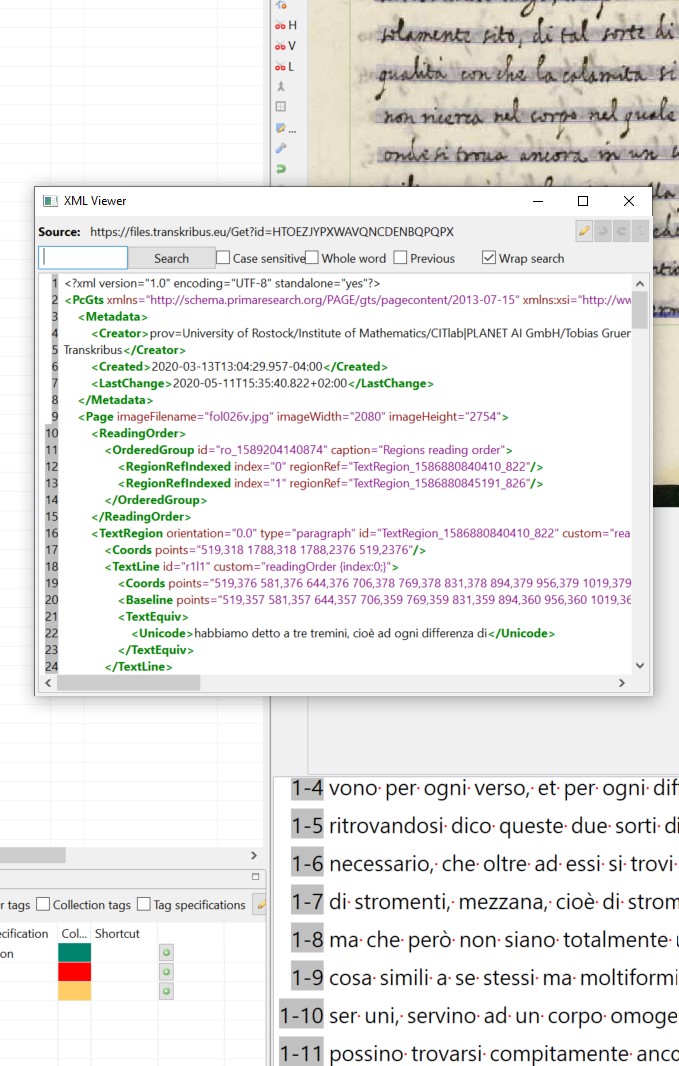 H
V
L
...
solamente sito, di tal sorte di
qualità con che la calamita si
non ricerca nel corpo nel quale
onde si troua ancora in un c
XML Viewer
Source: https://files.transkribus.eu/Get?id=HTOEZJYPXWAVQNCDENBQPQPX
Search Case sensitive Whole word Previous Wrap search
1 <?xml version="1.0" encoding="UTF-8" standalone="yes"?>
2 <PcGts xmlns="http://schema.primaresearch.org/PAGE/gts/pagecontent/2013-07-15" xmlns:xsi="http://ww
3 <Metadata>
4 <Creator>prov=University of Rostock/Institute of Mathematics/CITlab|PLANET AI GmbH/Tobias Gruen
5 Transkribus</Creator>
6 <Created>2020-03-13T13:04:29.957-04:00</Created>
7 <LastChange>2020-05-11T15:35:40.822+02:00</LastChange>
8 </Metadata>
9 <Page imageFilename="fol026v.jpg" imageWidth="2080" imageHeight="2754">
10 <ReadingOrder>
11 <OrderedGroup id="ro_1589204140874" caption="Regions reading order">
12 <RegionRefIndexed index="0" regionRef="TextRegion_1586880840410_822"/>
13 <RegionRefIndexed index="1" regionRef="TextRegion_1586880845191_826"/>
14 </OrderedGroup>
15 </ReadingOrder>
16 <TextRegion orientation="0.0" type="paragraph" id="TextRegion_1586880840410_822" custom="rea
17 <Coords points="519,318 1788,318 1788,2376 519,2376"/>
18 <TextLine id="r1l1" custom="readingOrder {index:0;}">
19 <Coords points="519,376 581,376 644,376 706,378 769,378 831,378 894,379 956,379 1019,379
20 <Baseline points="519,357 581,357 644,357 706,359 769,359 831,359 894,360 956,360 1019,36
21 <TextEquiv>
22 <Unicode>habbiamo detto a tre tremini, cioè ad ogni differenza di</Unicode>
23 </TextEquiv>
24 </TextLine>
1-4 vono·per·ogni·verso,·et·per·ogni·dif
1-5 ritrovandosi·dico·queste·due·sorti·di
1-6 necessario,·che·oltre·ad·essi·si·trovi·
1-7 di·stromenti,·mezzana,·cioè·di·strom
1-8 ma·che·però·non·siano·totalmente·u
1-9 cosa·simili·a·se·stessi·ma·moltiformi
1-10 ser·uni,·servino·ad·un·corpo·omoge
1-11 possino·trovarsi·compitamente·anco
r tags Collection tags Tag specifications
ecification Col... Shortcut
on